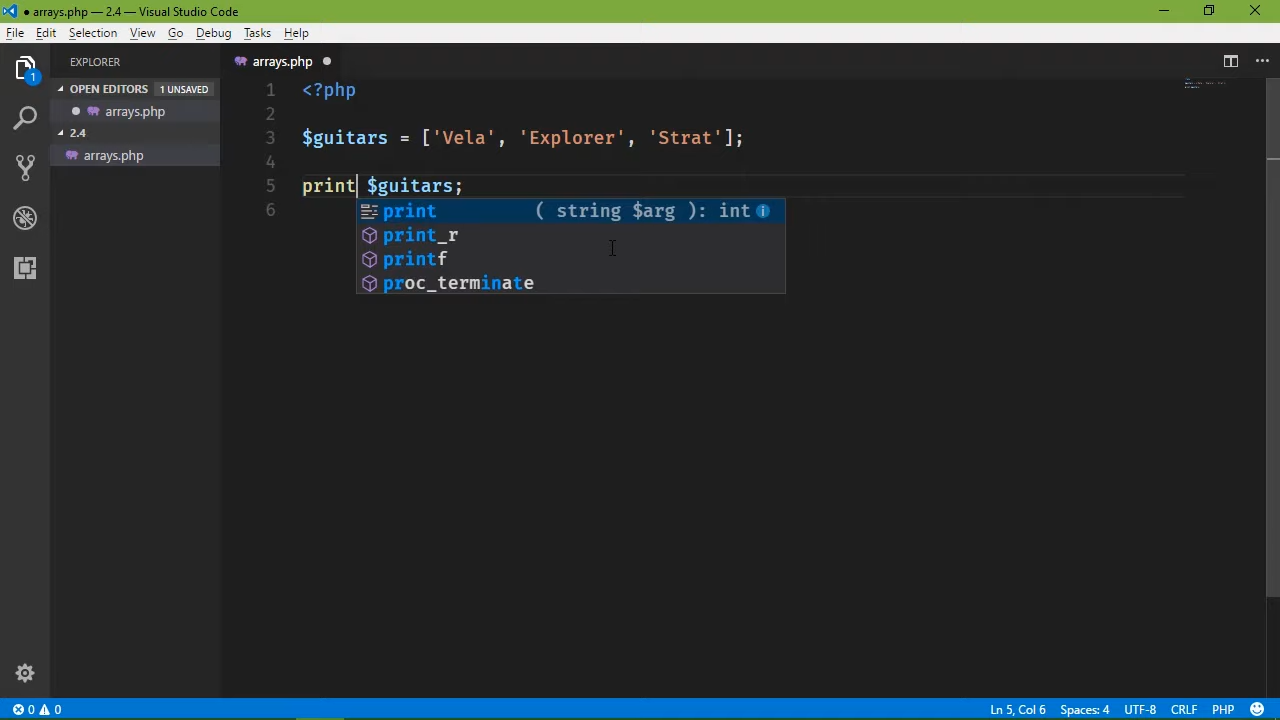 ● arrays.php — 2.4 — Visual Studio Code
File Edit Selection View Go Debug Tasks Help
EXPLORER
OPEN EDITORS 1 UNSAVED
arrays.php
2.4
arrays.php
1
arrays.php
1 <?php
2
3 $guitars = ['Vela', 'Explorer', 'Strat'];
4
5 print $guitars;
6
print ( string $arg ): int
print_r
printf
proc_terminate
0 0
Ln 5, Col 6 Spaces: 4 UTF-8 CRLF PHP